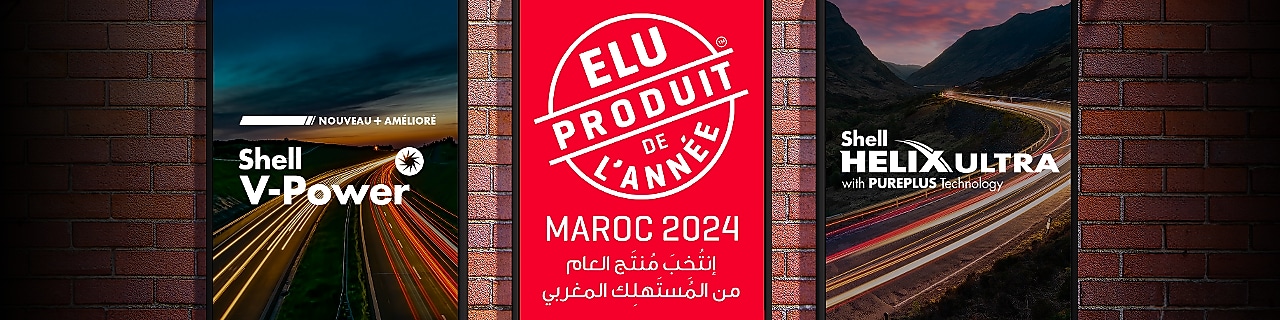 NOUVEAU + AMÉLIORÉ
Shell
V-Power
ELU
PRODUIT
DE
L'ANNÉE
TM
MAROC 2024
إنتُخبَ مُنتَج العام
من المُستَهلِك المغربي
Shell
HELIX ULTRA
with PUREPLUS Technology